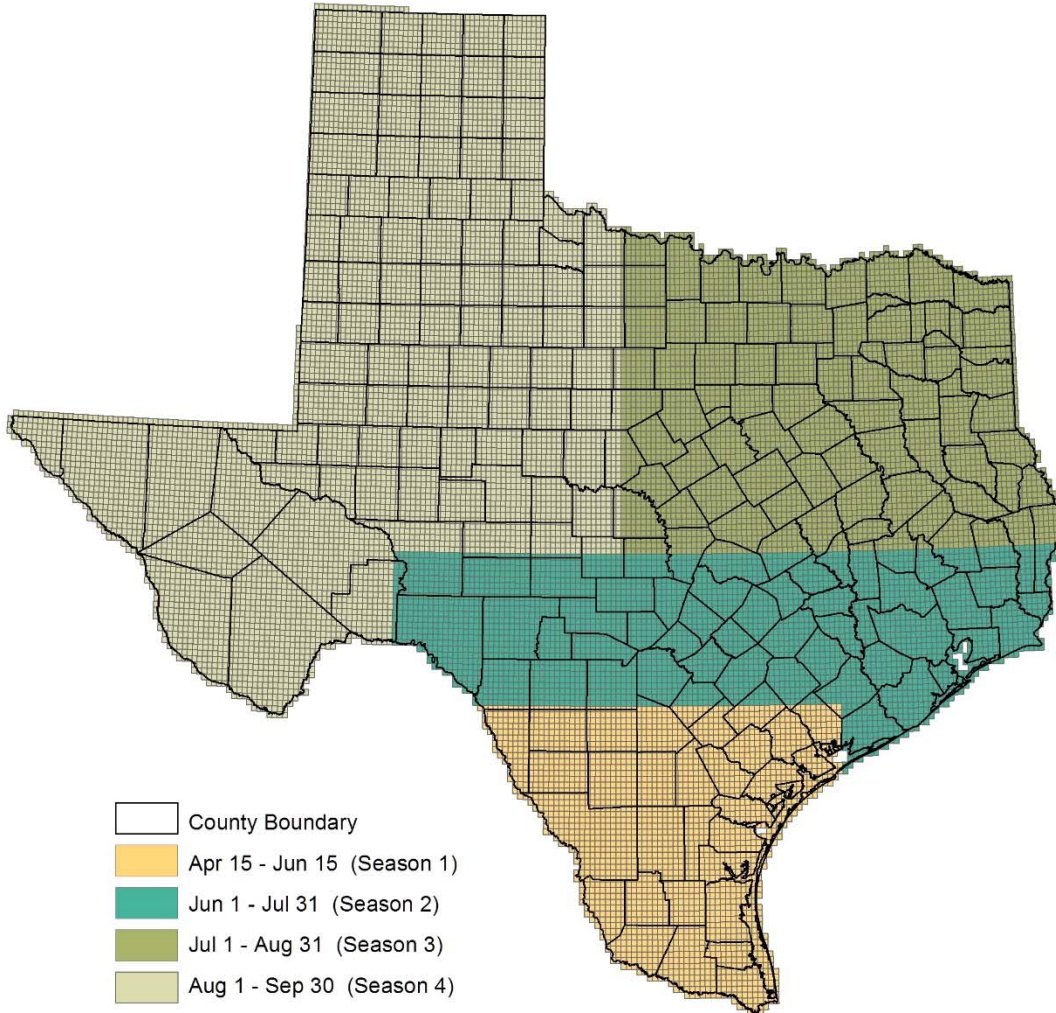 County Boundary
Apr 15 - Jun 15 (Season 1)
Jun 1 - Jul 31 (Season 2)
Jul 1 - Aug 31 (Season 3)
Aug 1 - Sep 30 (Season 4)